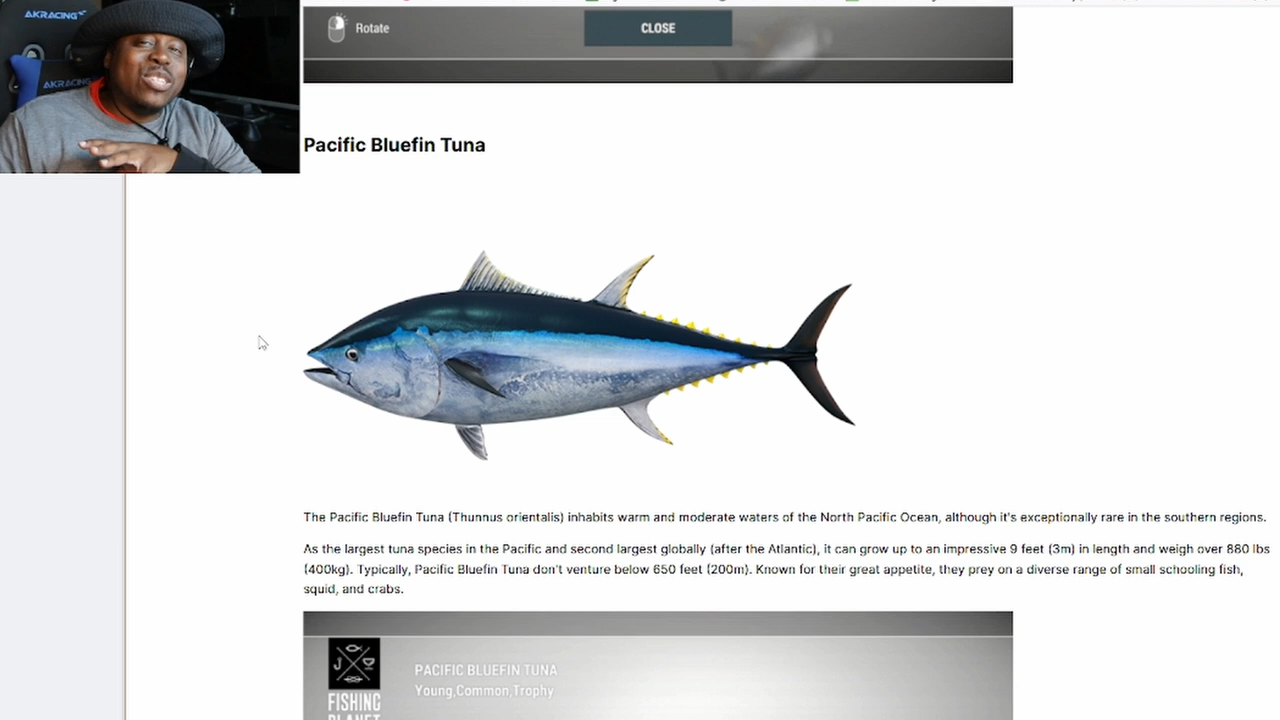 AKRACING
AKRACING
Rotate
CLOSE
Pacific Bluefin Tuna
The Pacific Bluefin Tuna (Thunnus orientalis) inhabits warm and moderate waters of the North Pacific Ocean, although it's exceptionally rare in the southern regions.
As the largest tuna species in the Pacific and second largest globally (after the Atlantic), it can grow up to an impressive 9 feet (3m) in length and weigh over 880 lbs
(400kg). Typically, Pacific Bluefin Tuna don't venture below 650 feet (200m). Known for their great appetite, they prey on a diverse range of small schooling fish,
squid, and crabs.
J
PACIFIC BLUEFIN TUNA
Young,Common,Trophy
FISHING
PLANET